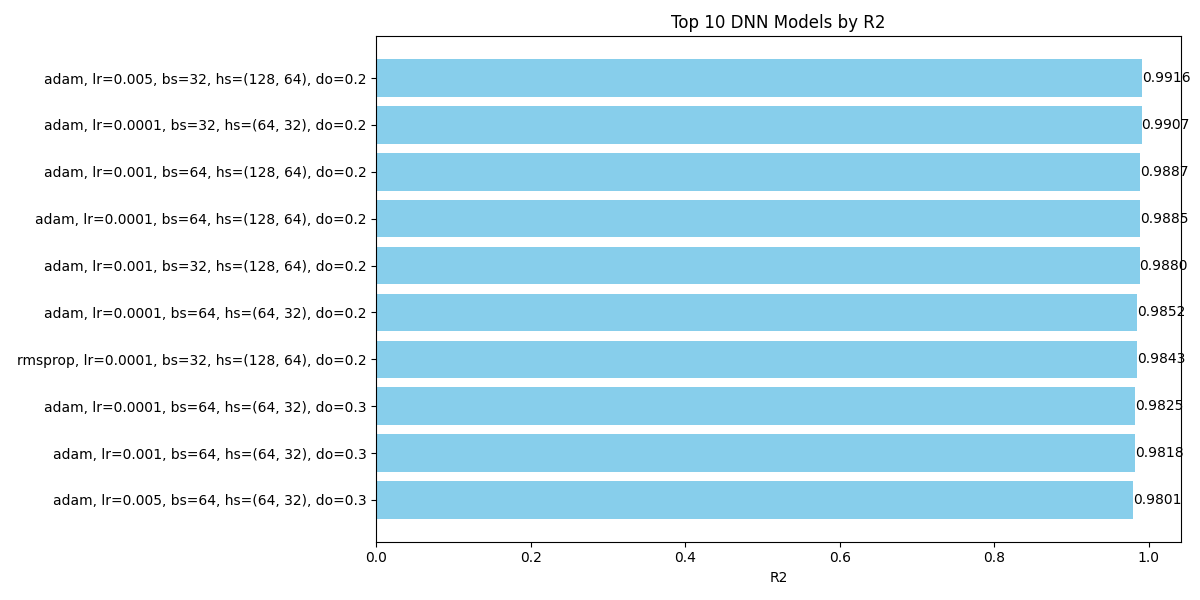 Top 10 DNN Models by R2
adam, lr=0.005, bs=32, hs=(128, 64), do=0.2 0.9916
adam, lr=0.0001, bs=32, hs=(64, 32), do=0.2 0.9907
adam, lr=0.001, bs=64, hs=(128, 64), do=0.2 0.9887
adam, lr=0.0001, bs=64, hs=(128, 64), do=0.2 0.9885
adam, lr=0.001, bs=32, hs=(128, 64), do=0.2 0.9880
adam, lr=0.0001, bs=64, hs=(64, 32), do=0.2 0.9852
rmsprop, lr=0.0001, bs=32, hs=(128, 64), do=0.2 0.9843
adam, lr=0.0001, bs=64, hs=(64, 32), do=0.3 0.9825
adam, lr=0.001, bs=64, hs=(64, 32), do=0.3 0.9818
adam, lr=0.005, bs=64, hs=(64, 32), do=0.3 0.9801
0.0 0.2 0.4 0.6 0.8 1.0
R2